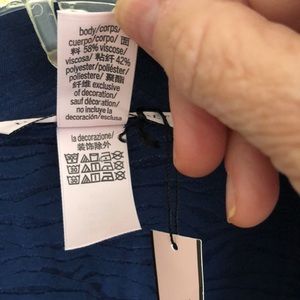 body/corps/
cuerpo/corpo/ 面
料 58% viscose/
viscosa/ 粘纤 42%
polyester/poliéster/
poliestere/ 聚酯
纤维 exclusive
of decoration/
sauf décoration/
no incluye la
decoración/esclusa
la decorazione/
装饰除外